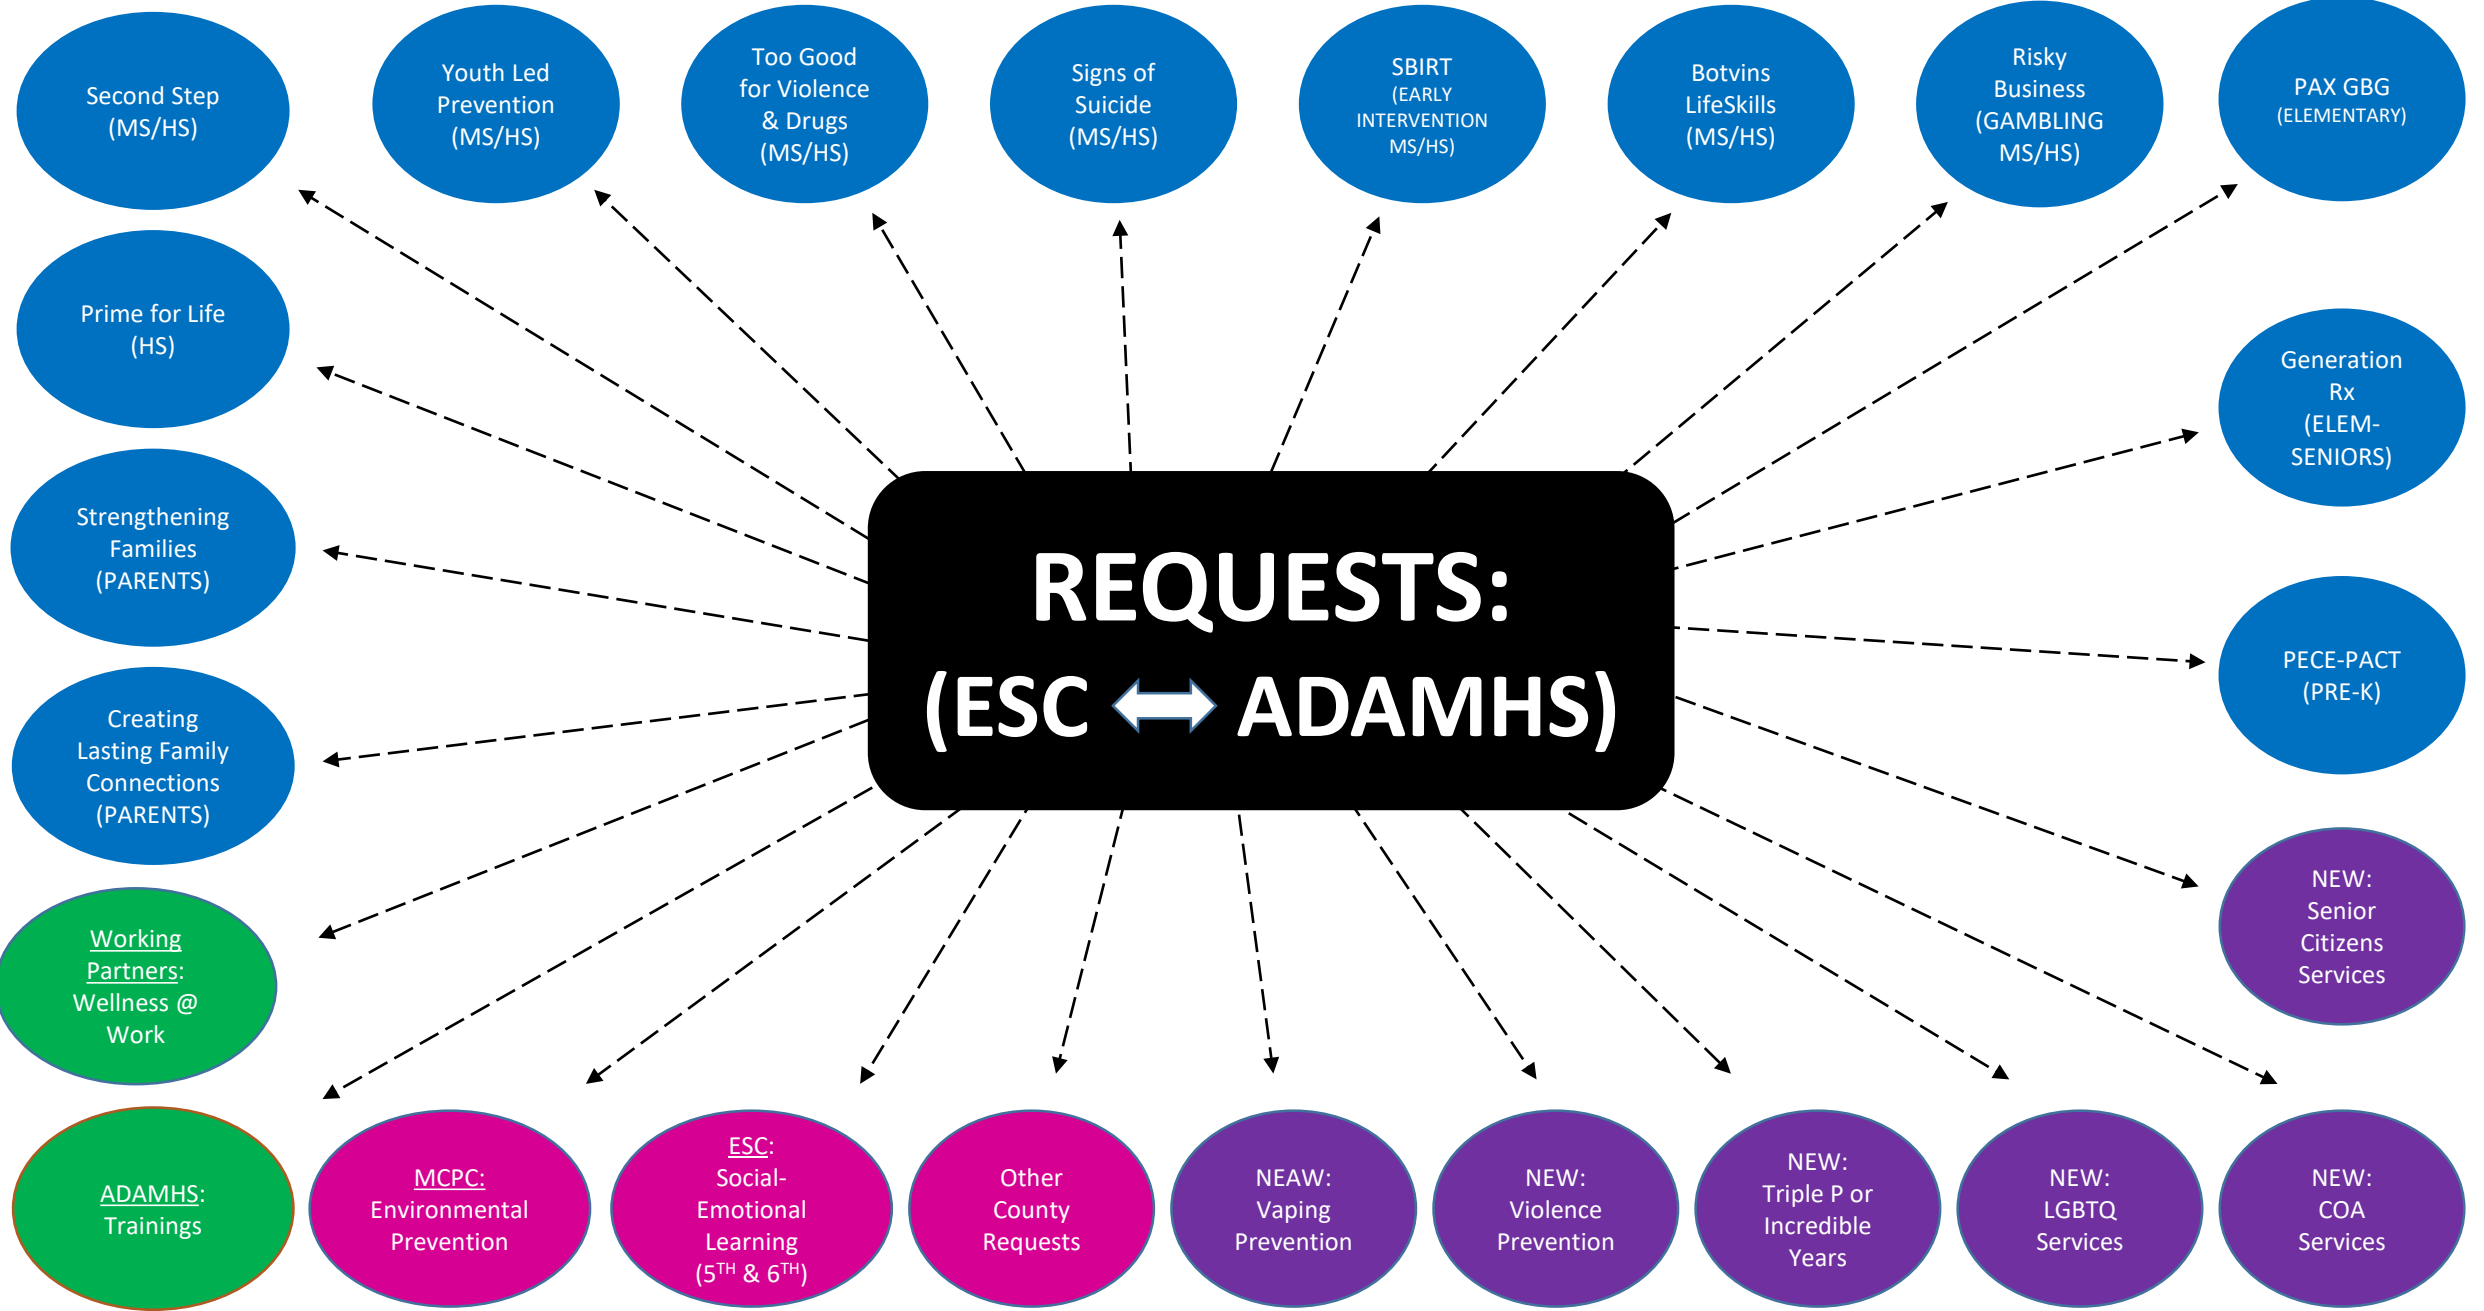 Second Step
(MS/HS)
Youth Led
Prevention
(MS/HS)
Too Good
for Violence
& Drugs
(MS/HS)
Signs of
Suicide
(MS/HS)
SBIRT
(EARLY
INTERVENTION
MS/HS)
Botvins
LifeSkills
(MS/HS)
Risky
Business
(GAMBLING
MS/HS)
PAX GBG
(ELEMENTARY)
Prime for Life
(HS)
Generation
Rx
(ELEM-
SENIORS)
Strengthening
Families
(PARENTS)
REQUESTS:
(ESC ADAMHS)
PECE-PACT
(PRE-K)
Creating
Lasting Family
Connections
(PARENTS)
Working
Partners:
Wellness @
Work
NEW:
Senior
Citizens
Services
ADAMHS:
Trainings
MCPC:
Environmental
Prevention
ESC:
Social-
Emotional
Learning
(5TH & 6TH)
Other
County
Requests
NEAW:
Vaping
Prevention
NEW:
Violence
Prevention
NEW:
Triple P or
Incredible
Years
NEW:
LGBTQ
Services
NEW:
COA
Services